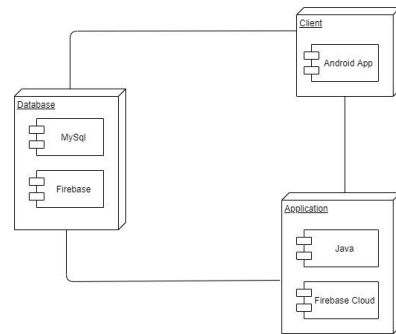 Client
Android App
Database
MySql
Firebase
Application
Java
Firebase Cloud